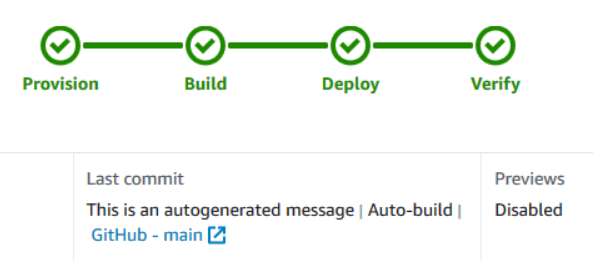 Provision Build Deploy Verify
Last commit Previews
This is an autogenerated message | Auto-build | Disabled
GitHub - main